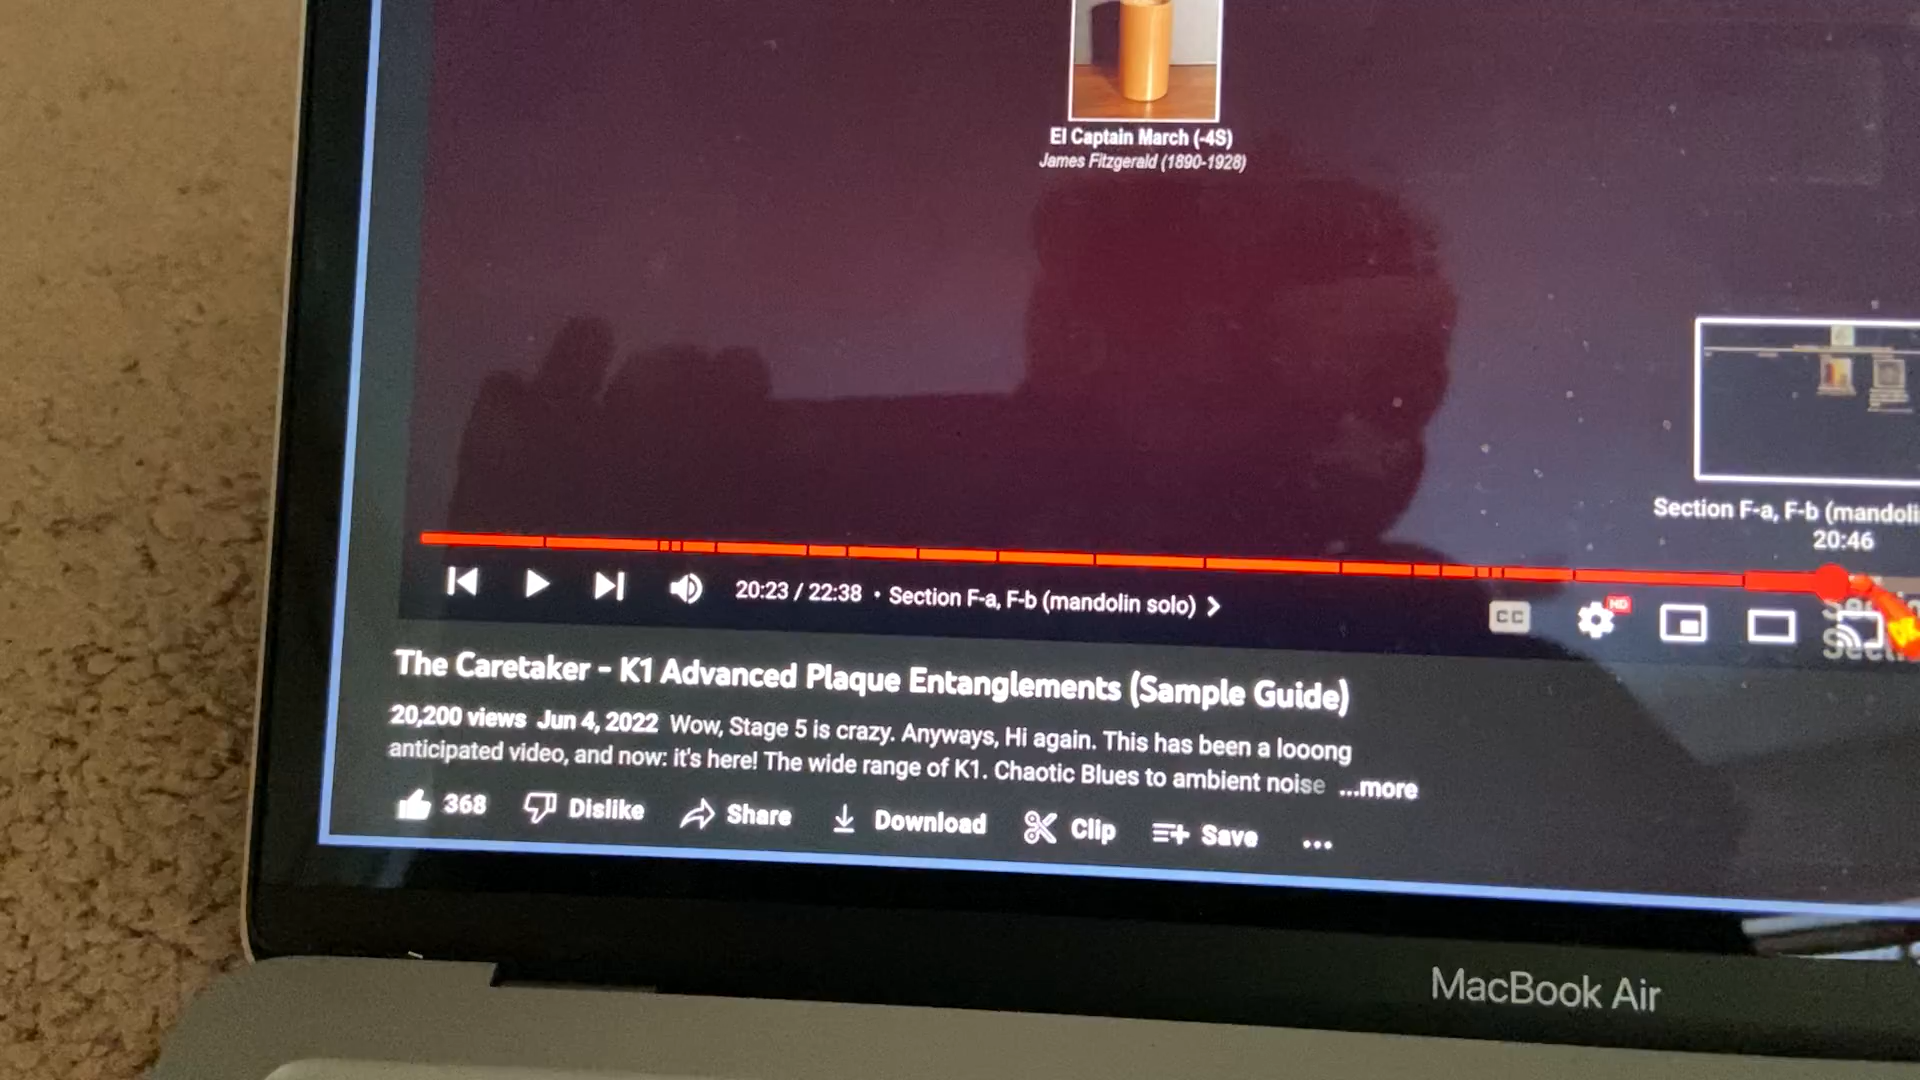 El Captain March (-4S)
James Fitzgerald (1890-1928)
Section F-a, F-b (mandoli
20:46
20:23 / 22:38 • Section F-a, F-b (mandolin solo)
CC
HD
The Caretaker - K1 Advanced Plaque Entanglements (Sample Guide)
20,200 views Jun 4, 2022 Wow, Stage 5 is crazy. Anyways, Hi again. This has been a looong
anticipated video, and now: it's here! The wide range of K1. Chaotic Blues to ambient noise ...more
368 Dislike Share Download Clip Save ...
MacBook Air